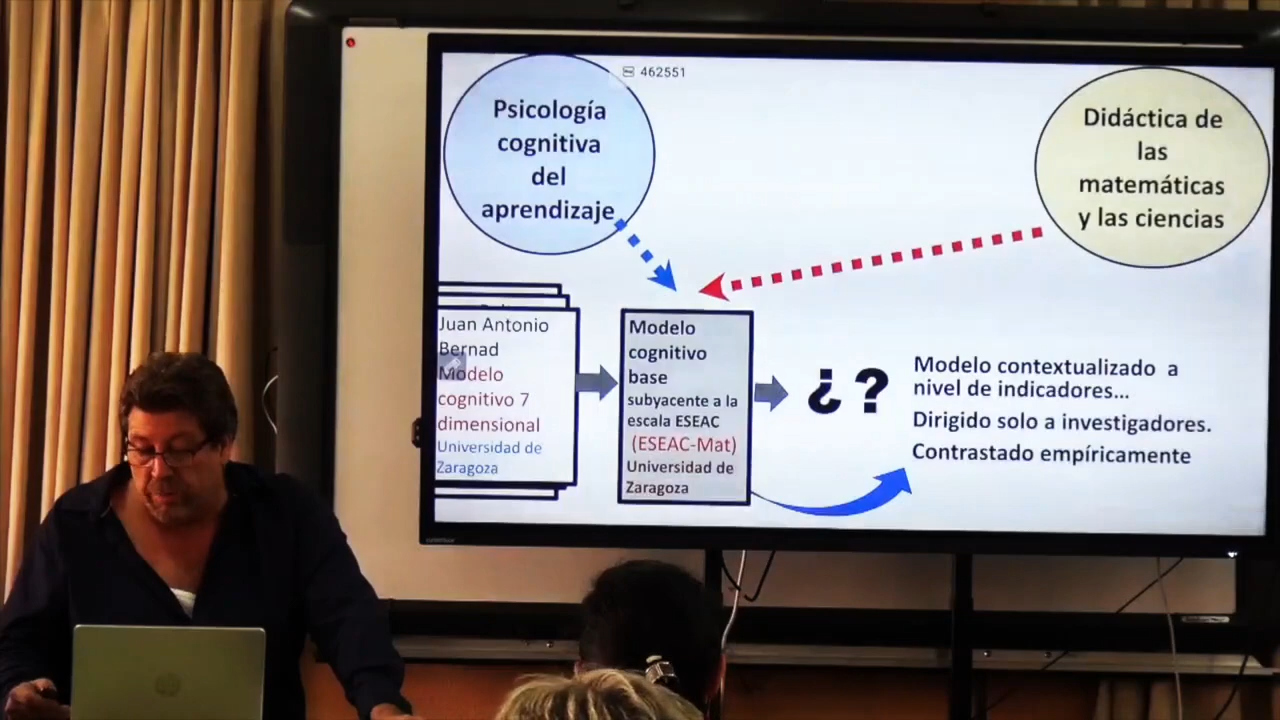 462551
Psicología
cognitiva
del
aprendizaje
Didáctica de
las
matemáticas
y las ciencias
Juan Antonio
Bernad
Modelo
cognitivo 7
dimensional
Universidad de
Zaragoza
Modelo
cognitivo
base
subyacente a la
escala ESEAC
(ESEAC-Mat)
Universidad de
Zaragoza
¿ ?
Modelo contextualizado a
nivel de indicadores...
Dirigido solo a investigadores.
Contrastado empíricamente